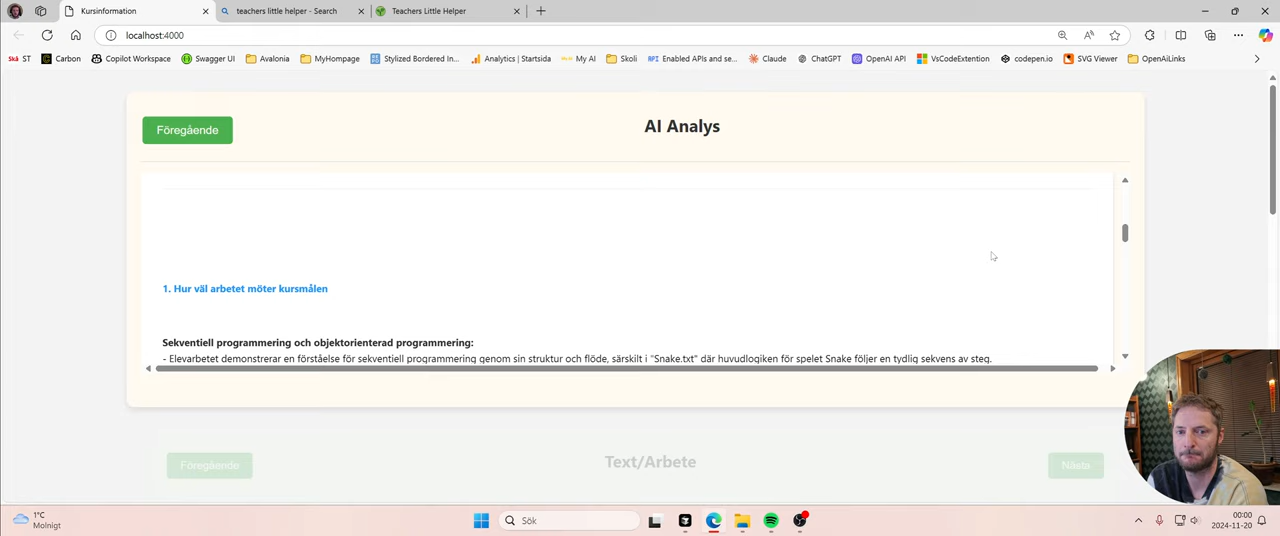 Kursinformation
teachers little helper - Search
Teachers Little Helper
localhost:4000
Skå ST
Carbon
Copilot Workspace
Swagger UI
Avalonia
MyHompage
Stylized Bordered In...
Analytics | Startsida
My AI
Skoli
RPI Enabled APIs and se...
Claude
ChatGPT
OpenAI API
VsCodeExtention
codepen.io
SVG Viewer
OpenAiLinks
Föregående
AI Analys
1. Hur väl arbetet möter kursmålen
Sekventiell programmering och objektorienterad programmering:
- Elevarbetet demonstrerar en förståelse för sekventiell programmering genom sin struktur och flöde, särskilt i "Snake.txt" där huvudlogiken för spelet Snake följer en tydlig sekvens av steg.
Föregående
Text/Arbete
Nästa
1°C
Molnigt
Sök
00:00
2024-11-20